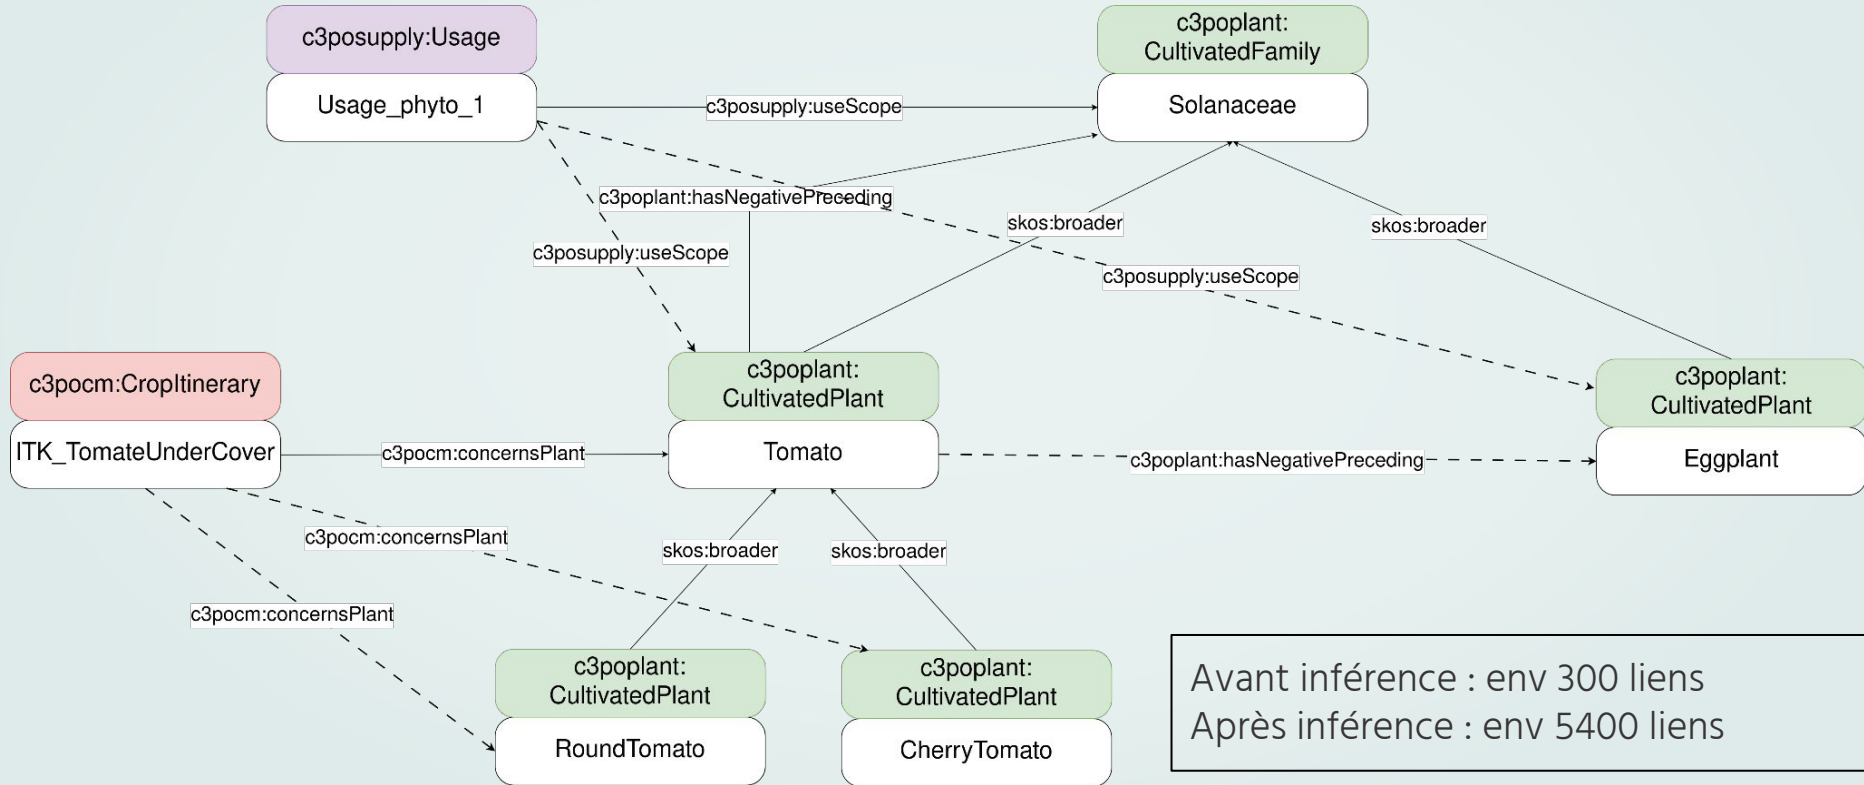 c3posupply:Usage
Usage_phyto_1
c3poplant:
CultivatedFamily
Solanaceae
c3posupply:useScope
c3poplant:hasNegativePreceding
skos:broader
skos:broader
c3posupply:useScope
c3posupply:useScope
c3pocm:CropItinerary
ITK_TomateUnderCover
c3pocm:concernsPlant
c3poplant:
CultivatedPlant
Tomato
c3poplant:hasNegativePreceding
c3poplant:
CultivatedPlant
Eggplant
c3pocm:concernsPlant
skos:broader
skos:broader
c3pocm:concernsPlant
c3poplant:
CultivatedPlant
RoundTomato
c3poplant:
CultivatedPlant
CherryTomato
Avant inférence : env 300 liens
Après inférence : env 5400 liens